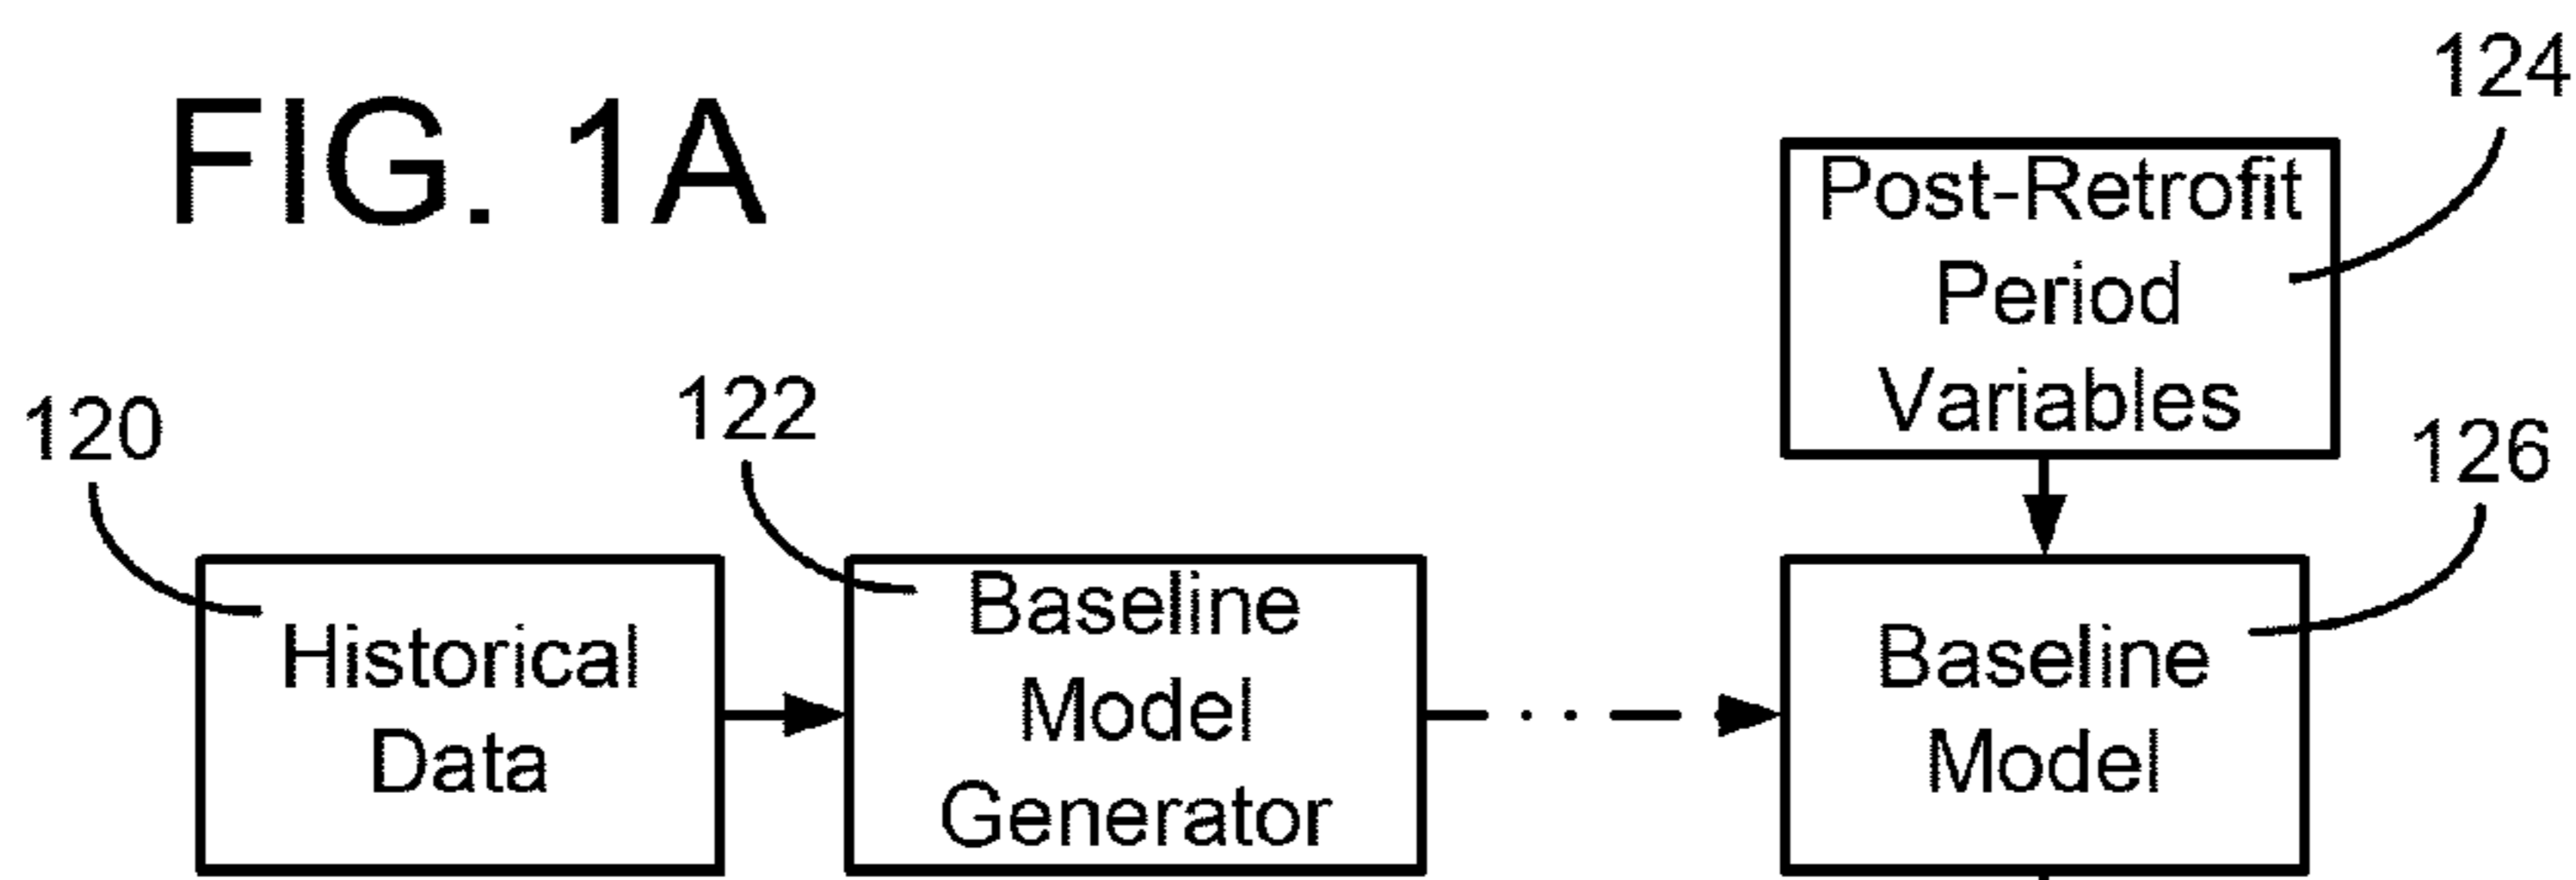 FIG. 1A
124
Post-Retrofit
Period
Variables
120
122
126
Historical
Data
Baseline
Model
Generator
Baseline
Model